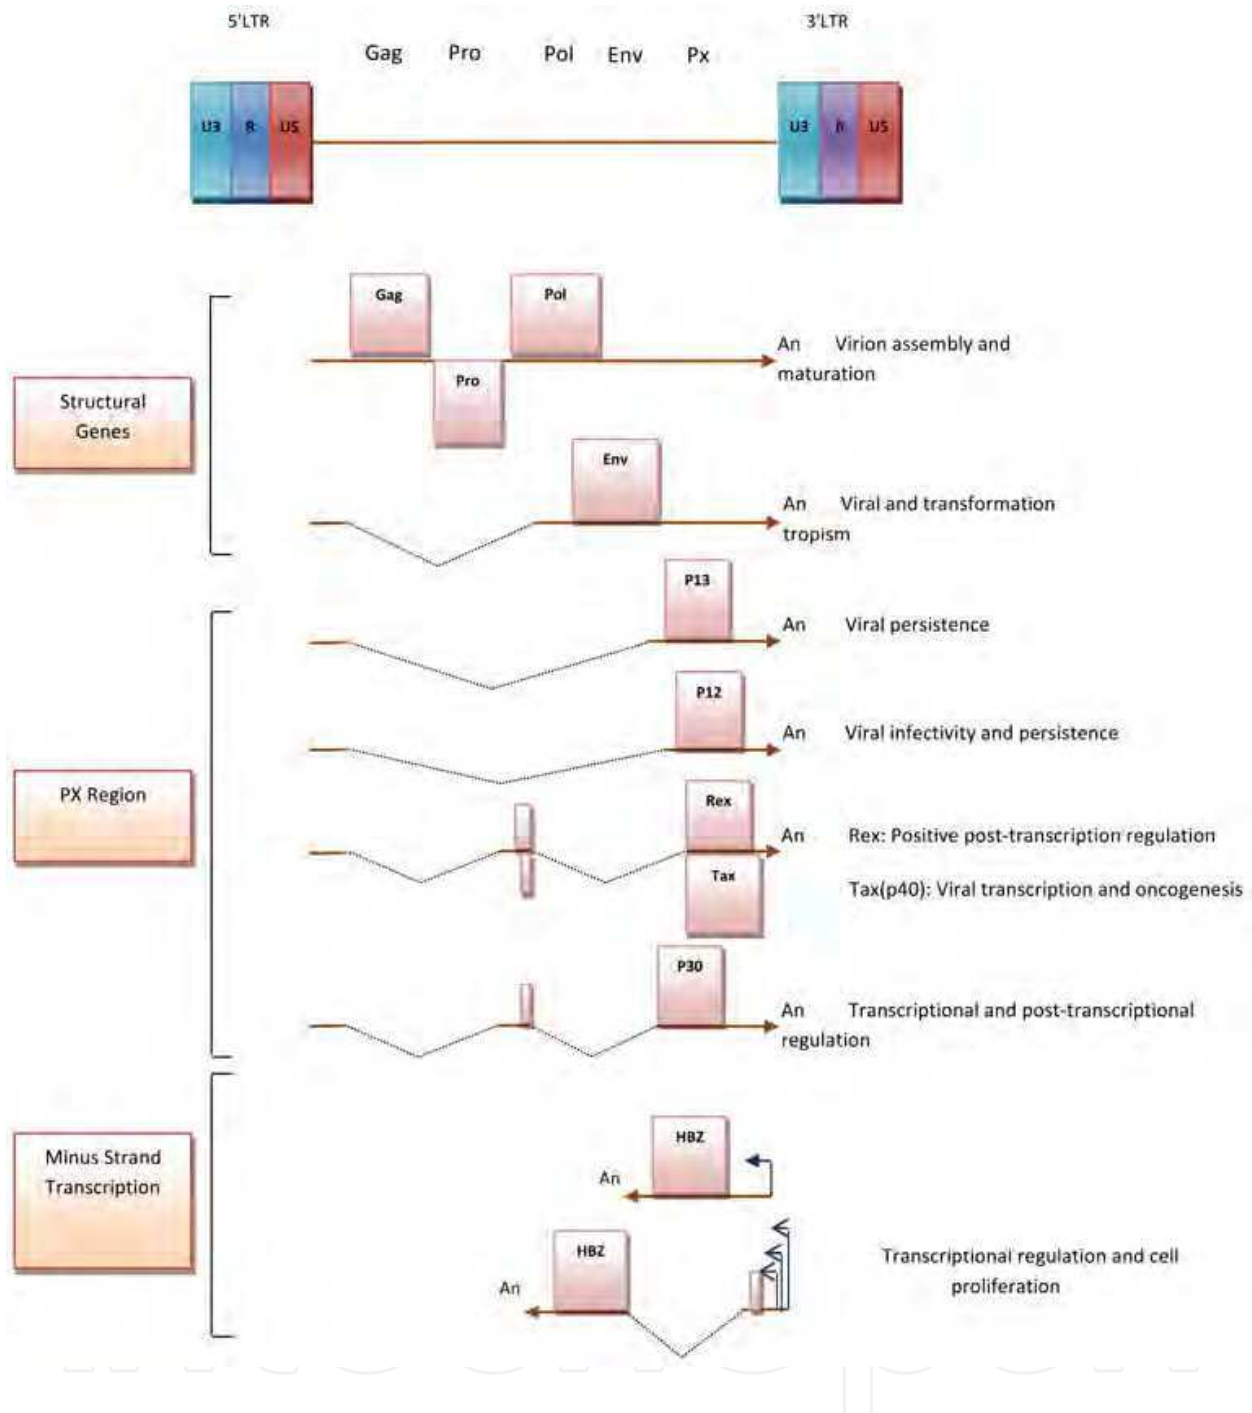 5'LTR
3'LTR
Gag Pro Pol Env Px
U3 R U5
U3 R U5
Gag
Pol
An Virion assembly and
maturation
Pro
Structural
Genes
Env
An Viral and transformation
tropism
P13
An Viral persistence
P12
An Viral infectivity and persistence
PX Region
Rex
An Rex: Positive post-transcription regulation
Tax
Tax(p40): Viral transcription and oncogenesis
P30
An Transcriptional and post-transcriptional
regulation
Minus Strand
Transcription
HBZ
An
HBZ
An
Transcriptional regulation and cell
proliferation